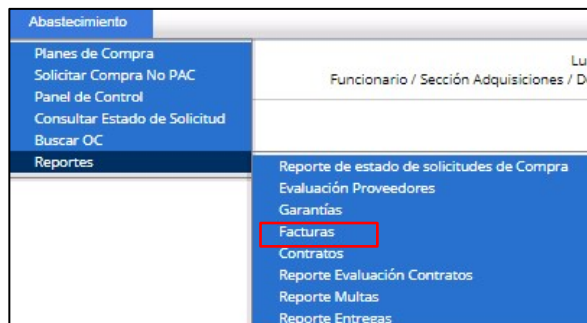 Abastecimiento
Planes de Compra
Solicitar Compra No PAC
Panel de Control
Consultar Estado de Solicitud
Buscar OC
Reportes
Lu
Funcionario / Sección Adquisiciones / D
Reporte de estado de solicitudes de Compra
Evaluación Proveedores
Garantías
Facturas
Contratos
Reporte Evaluación Contratos
Reporte Multas
Reporte Entregas